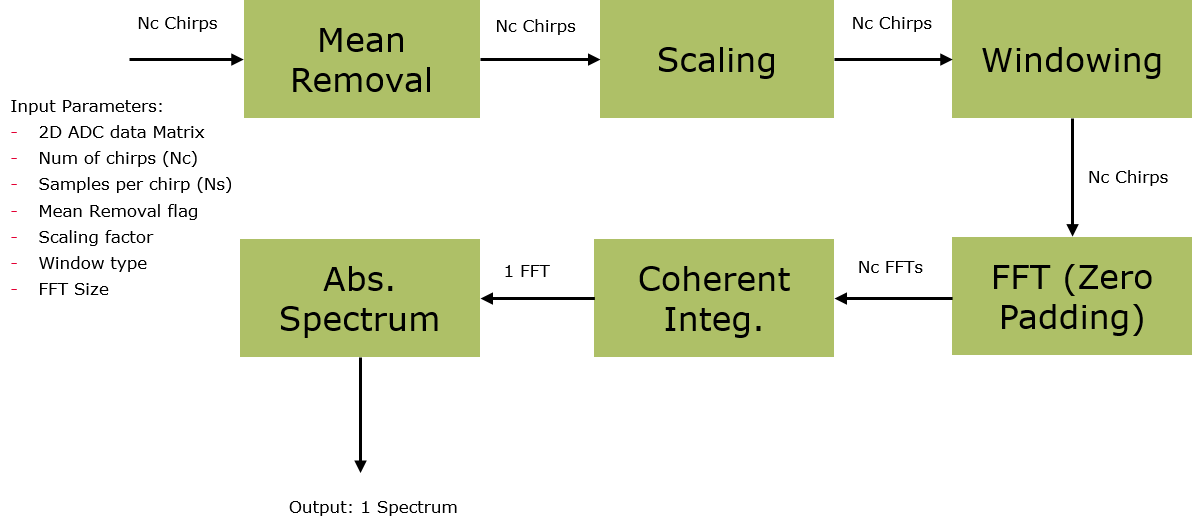 Nc Chirps
Mean
Removal
Nc Chirps
Scaling
Nc Chirps
Windowing
Input Parameters:
- 2D ADC data Matrix
- Num of chirps (Nc)
- Samples per chirp (Ns)
- Mean Removal flag
- Scaling factor
- Window type
- FFT Size
Nc Chirps
FFT (Zero
Padding)
Nc FFTs
Coherent
Integ.
1 FFT
Abs.
Spectrum
Output: 1 Spectrum